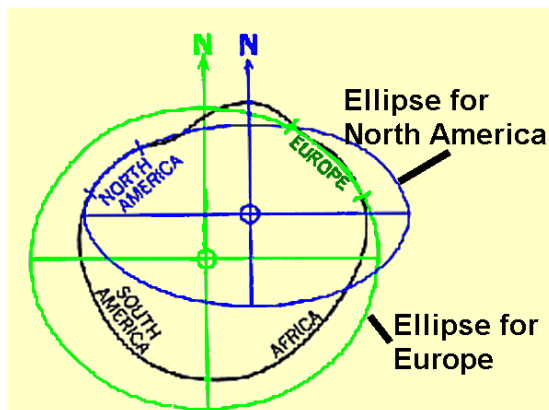 N N
Ellipse for
North America
EUROPE
NORTH
AMERICA
SOUTH
AMERICA
AFRICA
Ellipse for
Europe